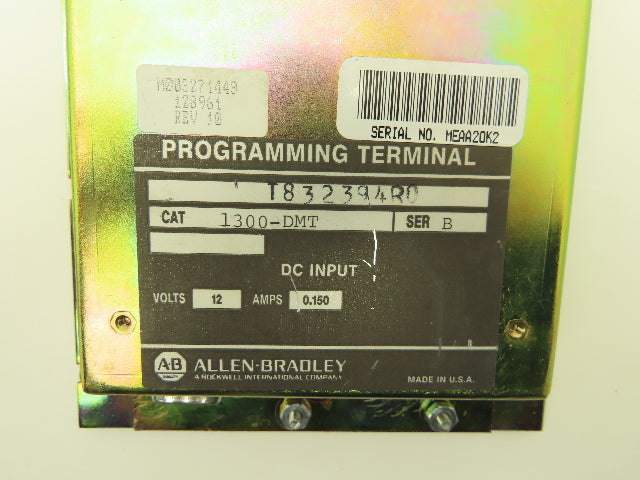 M003274443
128961
REV 10
SERIAL NO. MEAA20K2
PROGRAMMING TERMINAL
T832394R0
CAT 1300-DMT SER B
DC INPUT
VOLTS 12 AMPS 0.150
AB ALLEN-BRADLEY
A ROCKWELL INTERNATIONAL COMPANY
MADE IN U.S.A.